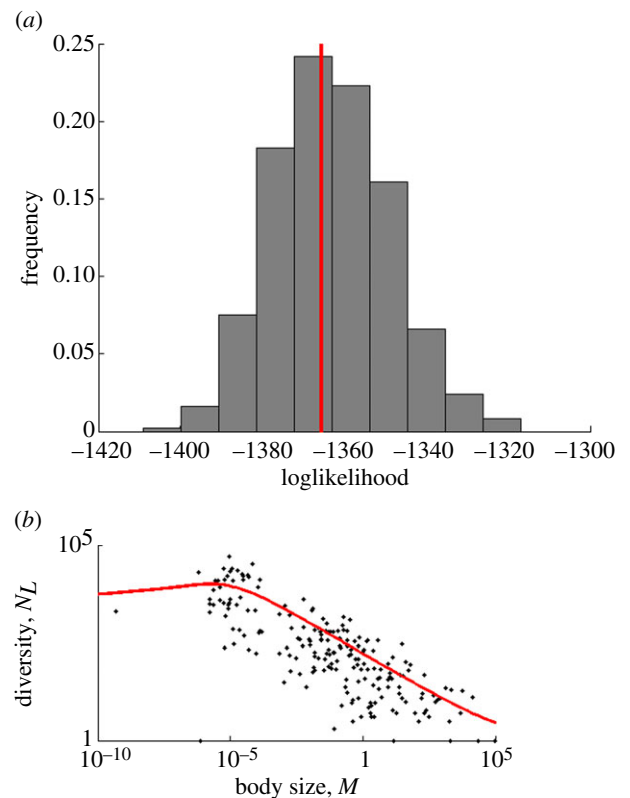 (a)
0.25
0.20
0.15
0.10
0.05
0
frequency
−1420 −1400 −1380 −1360 −1340 −1320 −1300
loglikelihood
(b)
10^5
diversity, N_L
1
10^−10 10^−5 1 10^5
body size, M